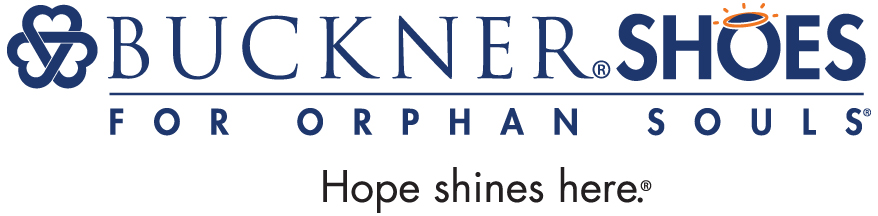 BUCKNER® SHOES
FOR ORPHAN SOULS®
Hope shines here.®